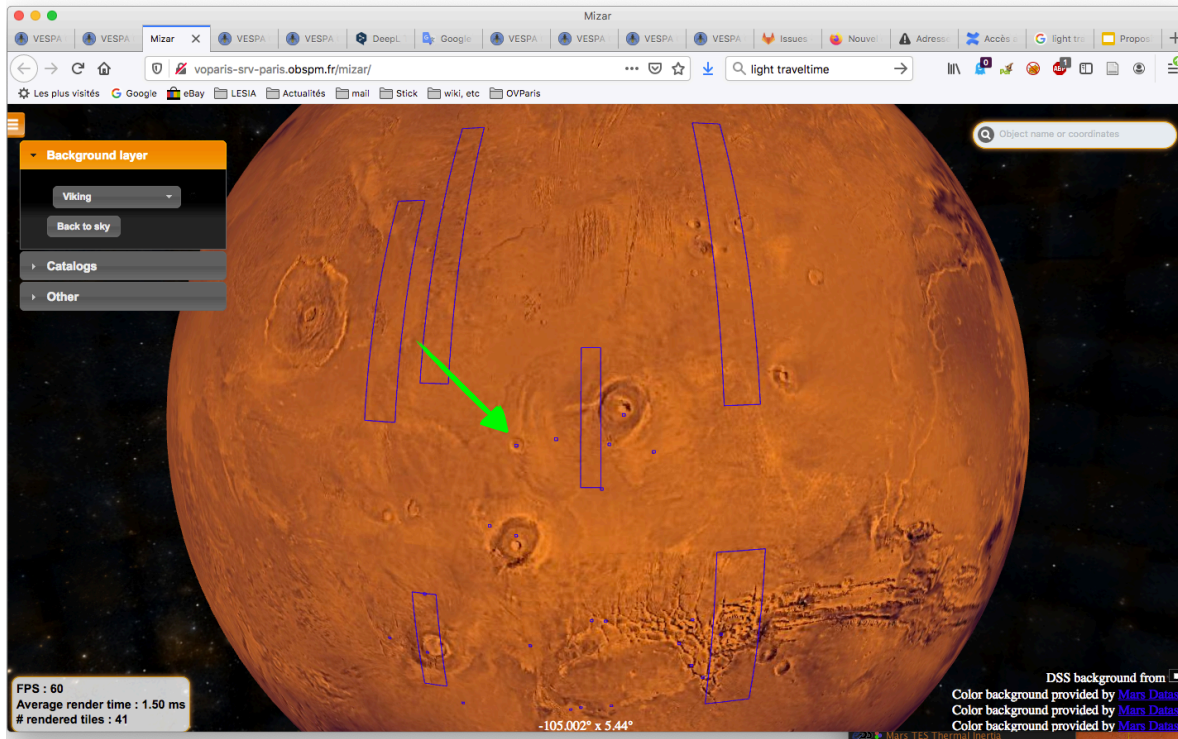 Mizar
VESPA VESPA Mizar VESPA VESPA DeepL Google VESPA VESPA VESPA VESPA Issues Nouvel Adresse Accès light tra Propos
voparis-srv-paris.obspm.fr/mizar/ light traveltime 0 1
Les plus visités Google eBay LESIA Actualités mail Stick wiki, etc OVParis
Object name or coordinates
Background layer
Viking
Back to sky
Catalogs
Other
FPS : 60
Average render time : 1.50 ms
# rendered tiles : 41
-105.002° x 5.44°
DSS background from
Color background provided by Mars Datas
Color background provided by Mars Datas
Color background provided by Mars Datas
Mars TES Thermal Inertia